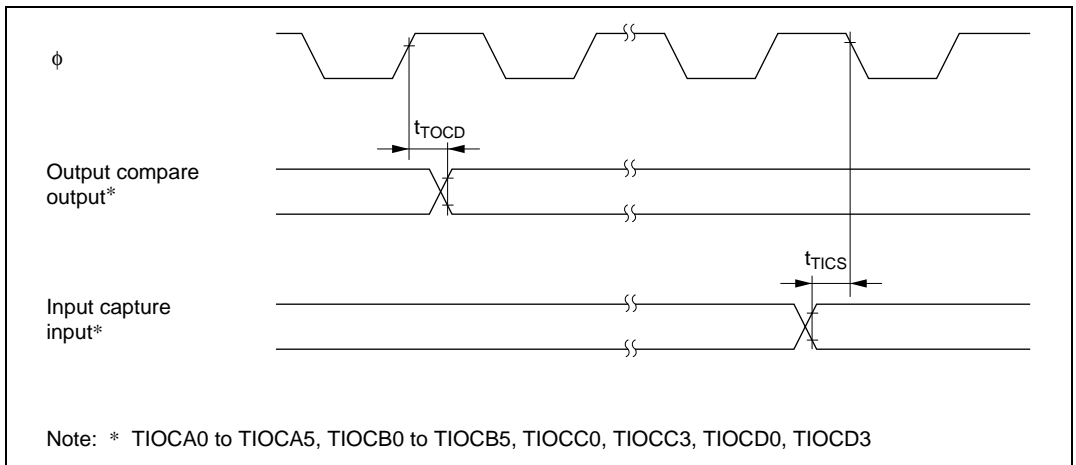 ϕ
tTOCD
Output compare
output*
tTICS
Input capture
input*
Note: * TIOCA0 to TIOCA5, TIOCB0 to TIOCB5, TIOCC0, TIOCC3, TIOCD0, TIOCD3